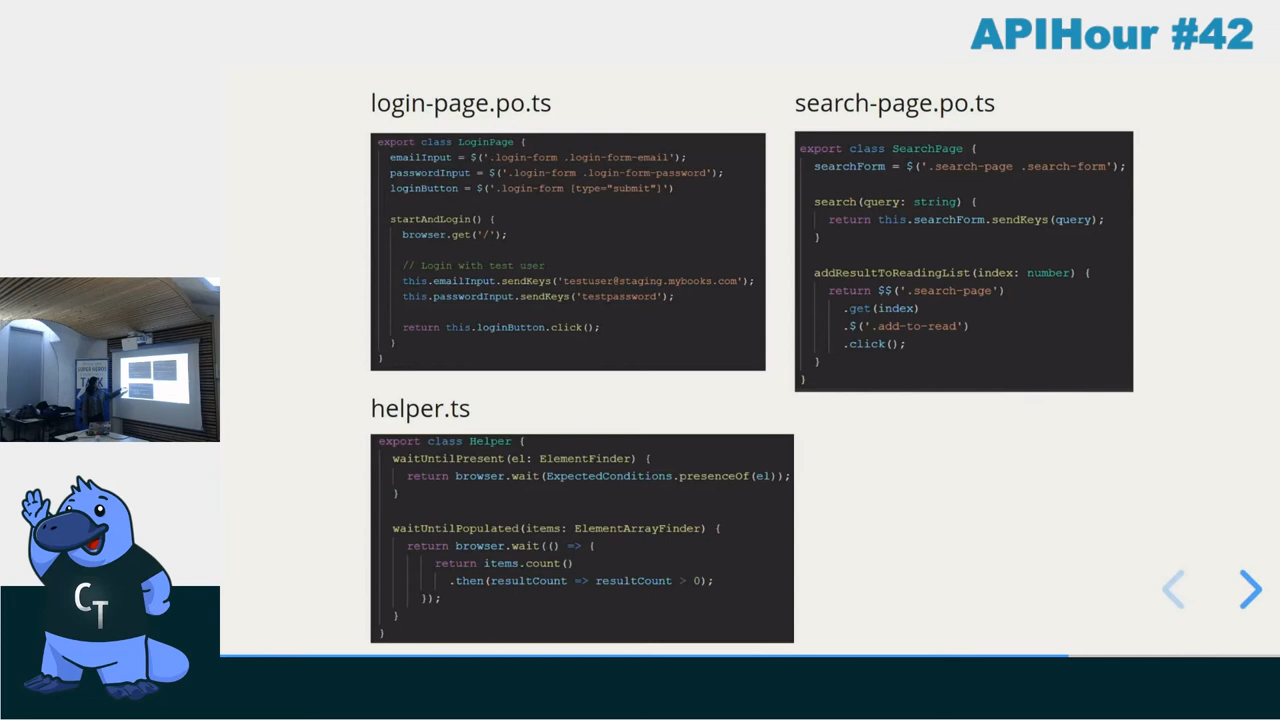 APIHour #42
login-page.po.ts
export class LoginPage {
emailInput = $('.login-form .login-form-email');
passwordInput = $('.login-form .login-form-password');
loginButton = $('.login-form [type="submit"]')
startAndLogin() {
browser.get('/');
// Login with test user
this.emailInput.sendKeys('testuser@staging.mybooks.com');
this.passwordInput.sendKeys('testpassword');
return this.loginButton.click();
}
}
search-page.po.ts
export class SearchPage {
searchForm = $('.search-page .search-form');
search(query: string) {
return this.searchForm.sendKeys(query);
}
addResultToReadingList(index: number) {
return $$('.search-page')
.get(index)
.$('.add-to-read')
.click();
}
}
helper.ts
export class Helper {
waitUntilPresent(el: ElementFinder) {
return browser.wait(ExpectedConditions.presenceOf(el));
}
waitUntilPopulated(items: ElementArrayFinder) {
return browser.wait(() => {
return items.count()
.then(resultCount => resultCount > 0);
});
}
}
SUPER HEROES
TALK
CT